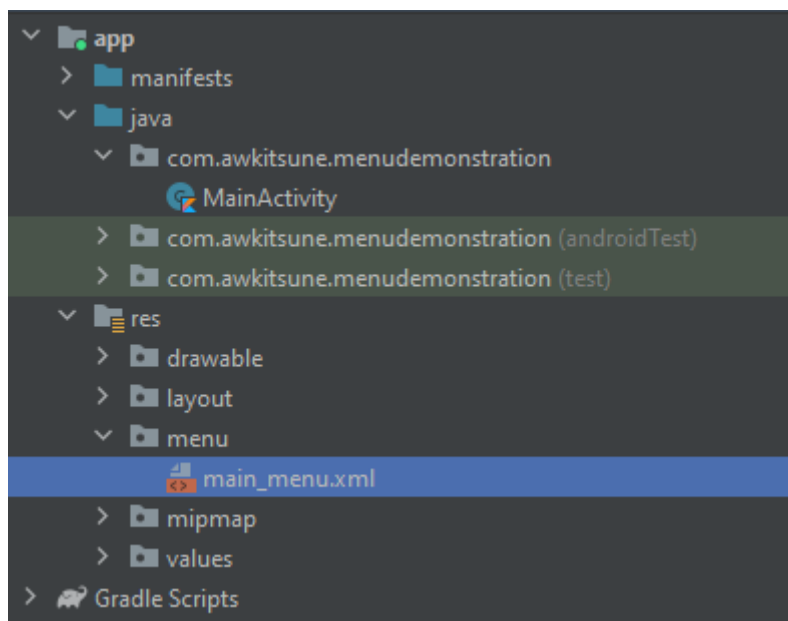 app
manifests
java
com.awkitsune.menudemonstration
MainActivity
com.awkitsune.menudemonstration (androidTest)
com.awkitsune.menudemonstration (test)
res
drawable
layout
menu
main_menu.xml
mipmap
values
Gradle Scripts